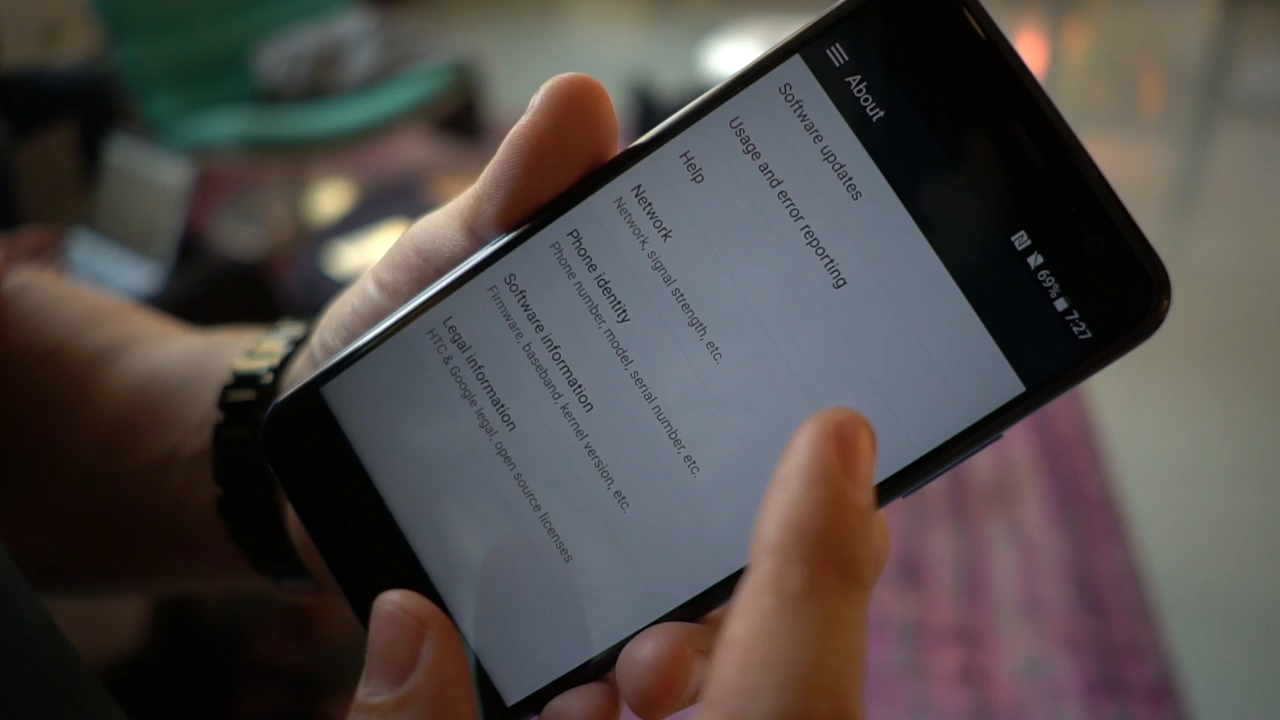 69% 7:27
About
Software updates
Usage and error reporting
Help
Network
Network, signal strength, etc.
Phone identity
Phone number, model, serial number, etc.
Software information
Firmware, baseband, kernel version, etc.
Legal information
HTC & Google legal, open source licenses